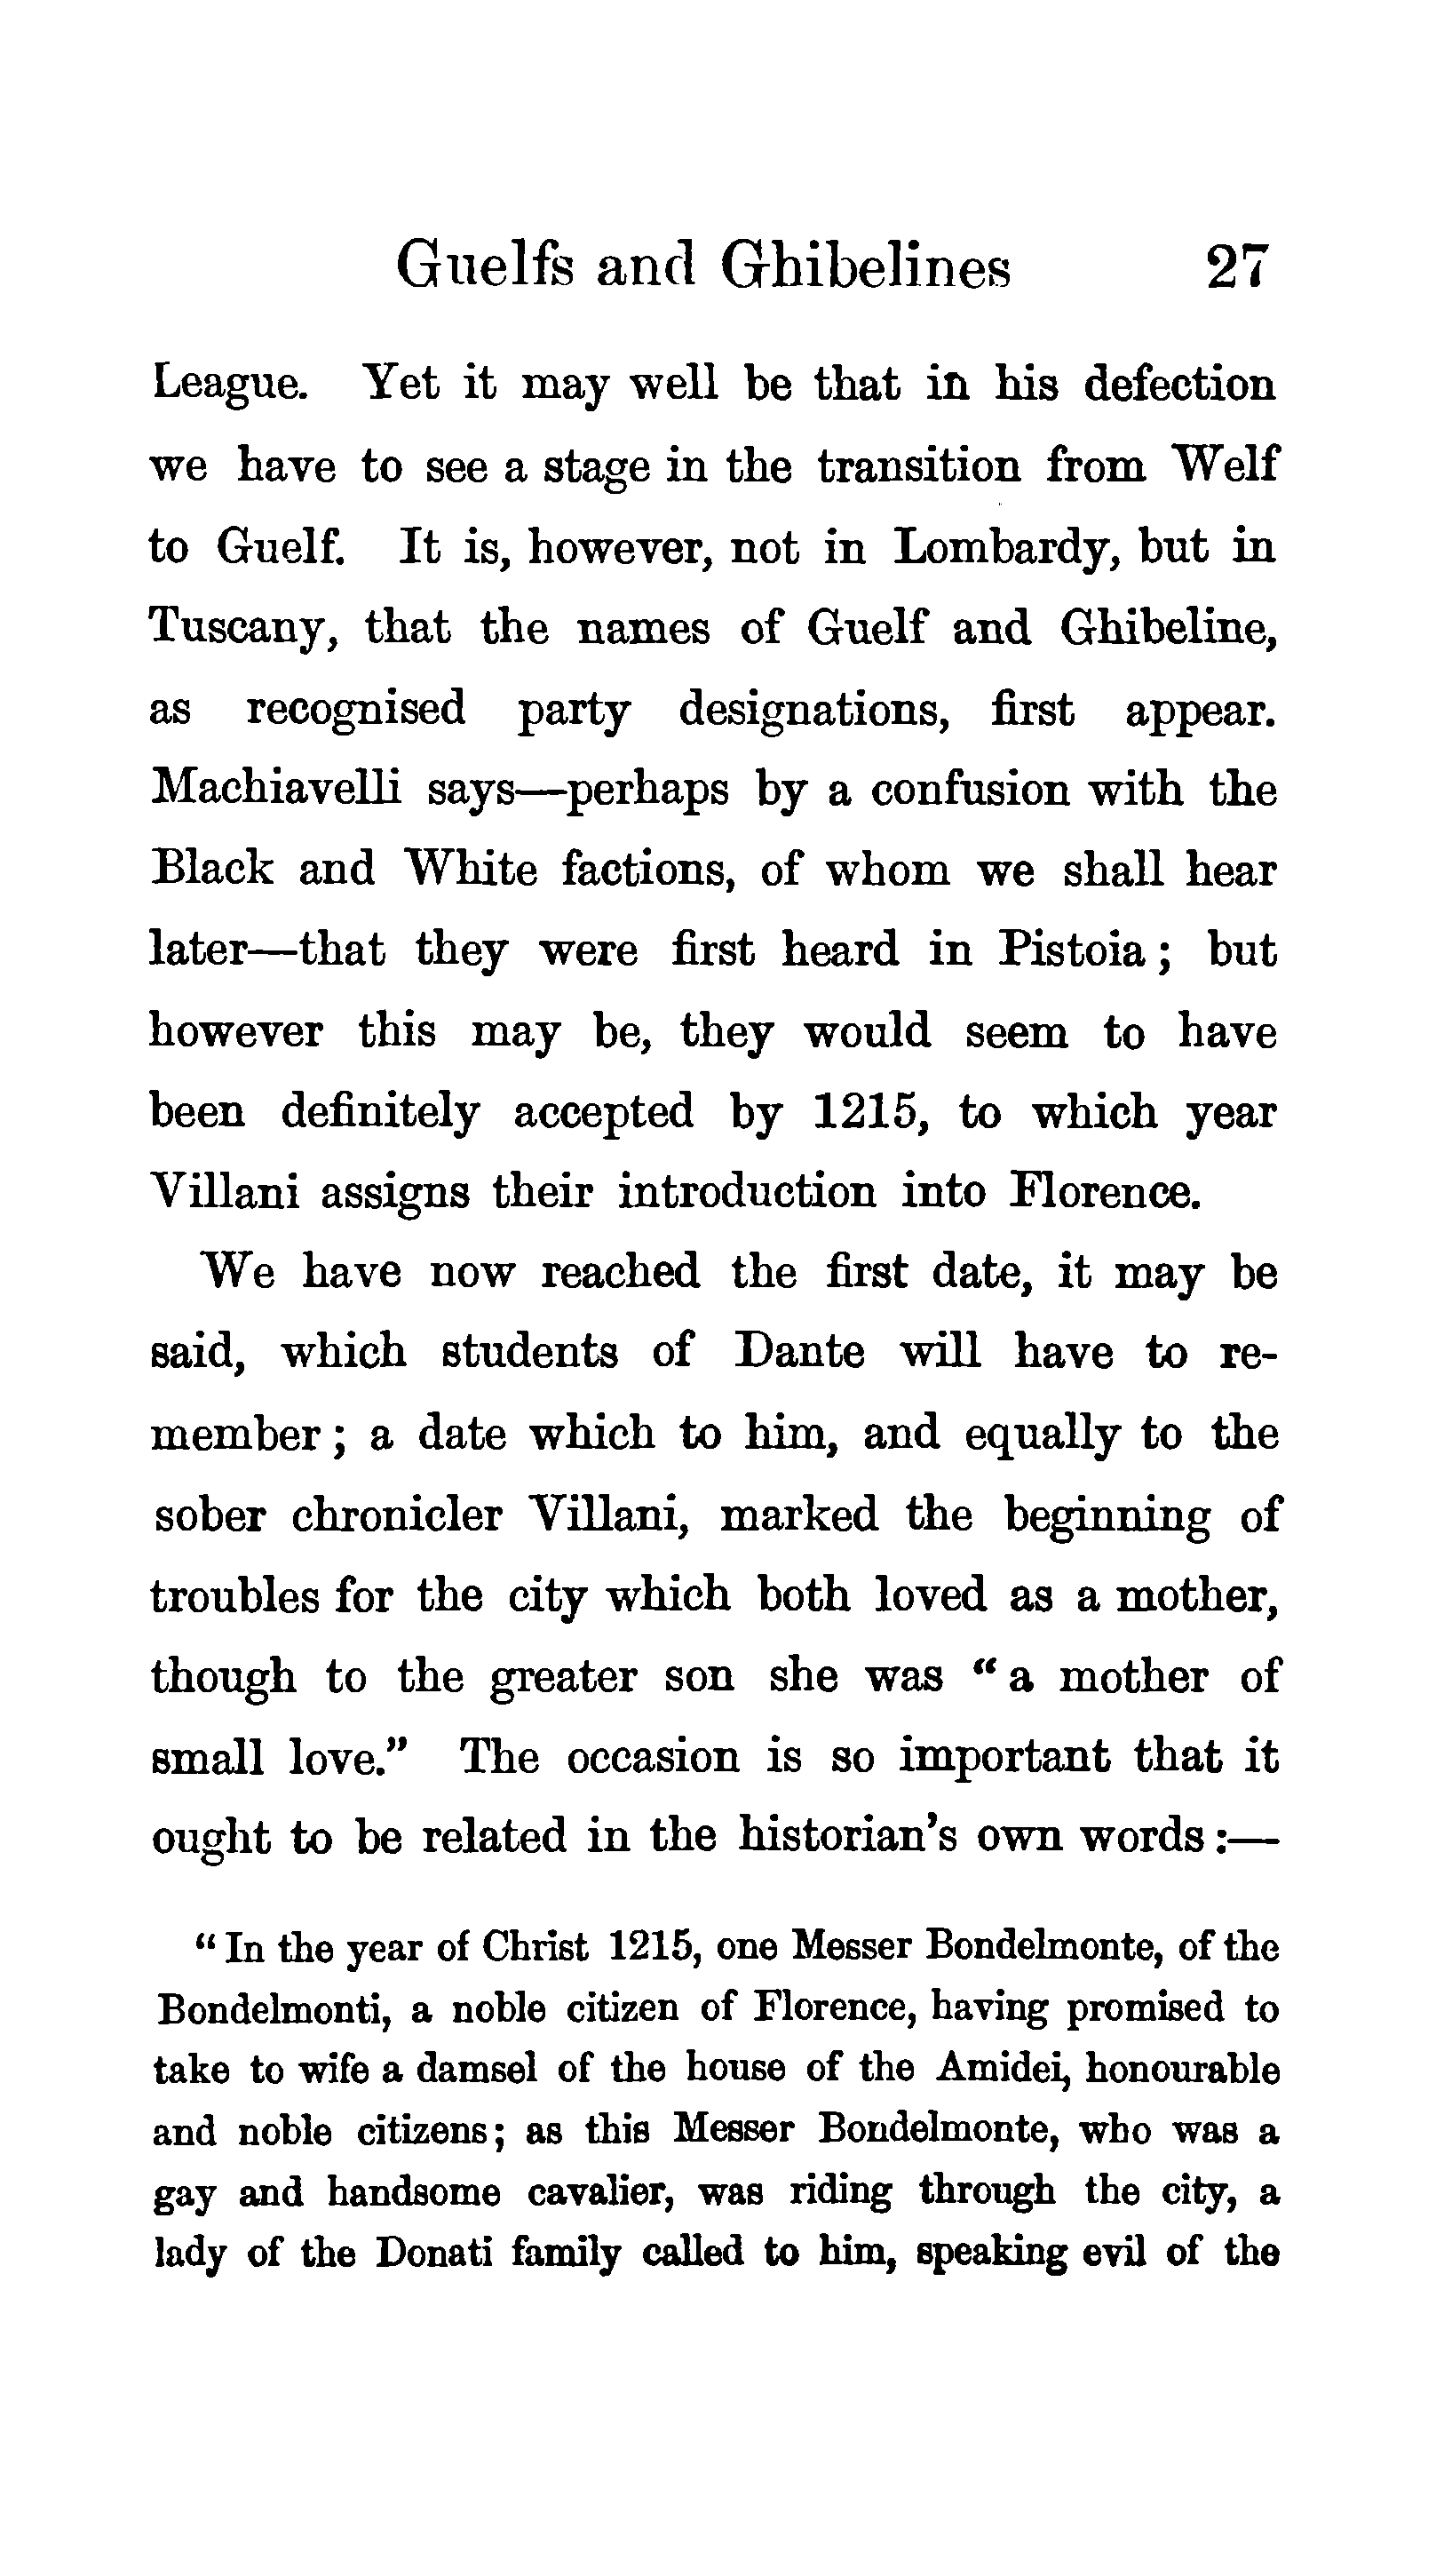 Guelfs and Ghibelines 27
League. Yet it may well be that in his defection
we have to see a stage in the transition from Welf
to Guelf. It is, however, not in Lombardy, but in
Tuscany, that the names of Guelf and Ghibeline,
as recognised party designations, first appear.
Machiavelli says—perhaps by a confusion with the
Black and White factions, of whom we shall hear
later—that they were first heard in Pistoia; but
however this may be, they would seem to have
been definitely accepted by 1215, to which year
Villani assigns their introduction into Florence.
We have now reached the first date, it may be
said, which students of Dante will have to re-
member; a date which to him, and equally to the
sober chronicler Villani, marked the beginning of
troubles for the city which both loved as a mother,
though to the greater son she was “a mother of
small love.” The occasion is so important that it
ought to be related in the historian’s own words:—
“In the year of Christ 1215, one Messer Bondelmonte, of the
Bondelmonti, a noble citizen of Florence, having promised to
take to wife a damsel of the house of the Amidei, honourable
and noble citizens; as this Messer Bondelmonte, who was a
gay and handsome cavalier, was riding through the city, a
lady of the Donati family called to him, speaking evil of the